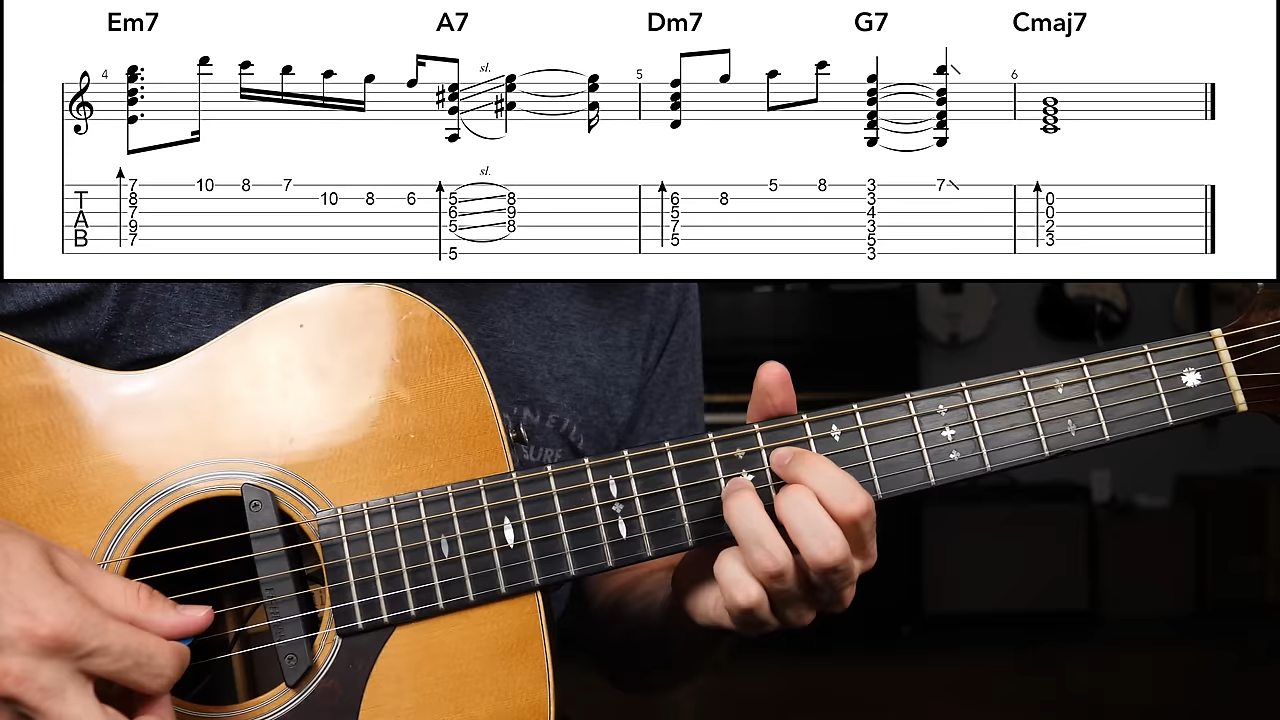 Em7 A7 Dm7 G7 Cmaj7
4 sl. 5 6
sl.
7 10 8 7 5 8 3 7
T 8 10 8 6 5 8 6 8 3 0
7 6 9 5 4 0
A 9 5 8 7 3 2
B 7 5 5 3
5 3
SURF